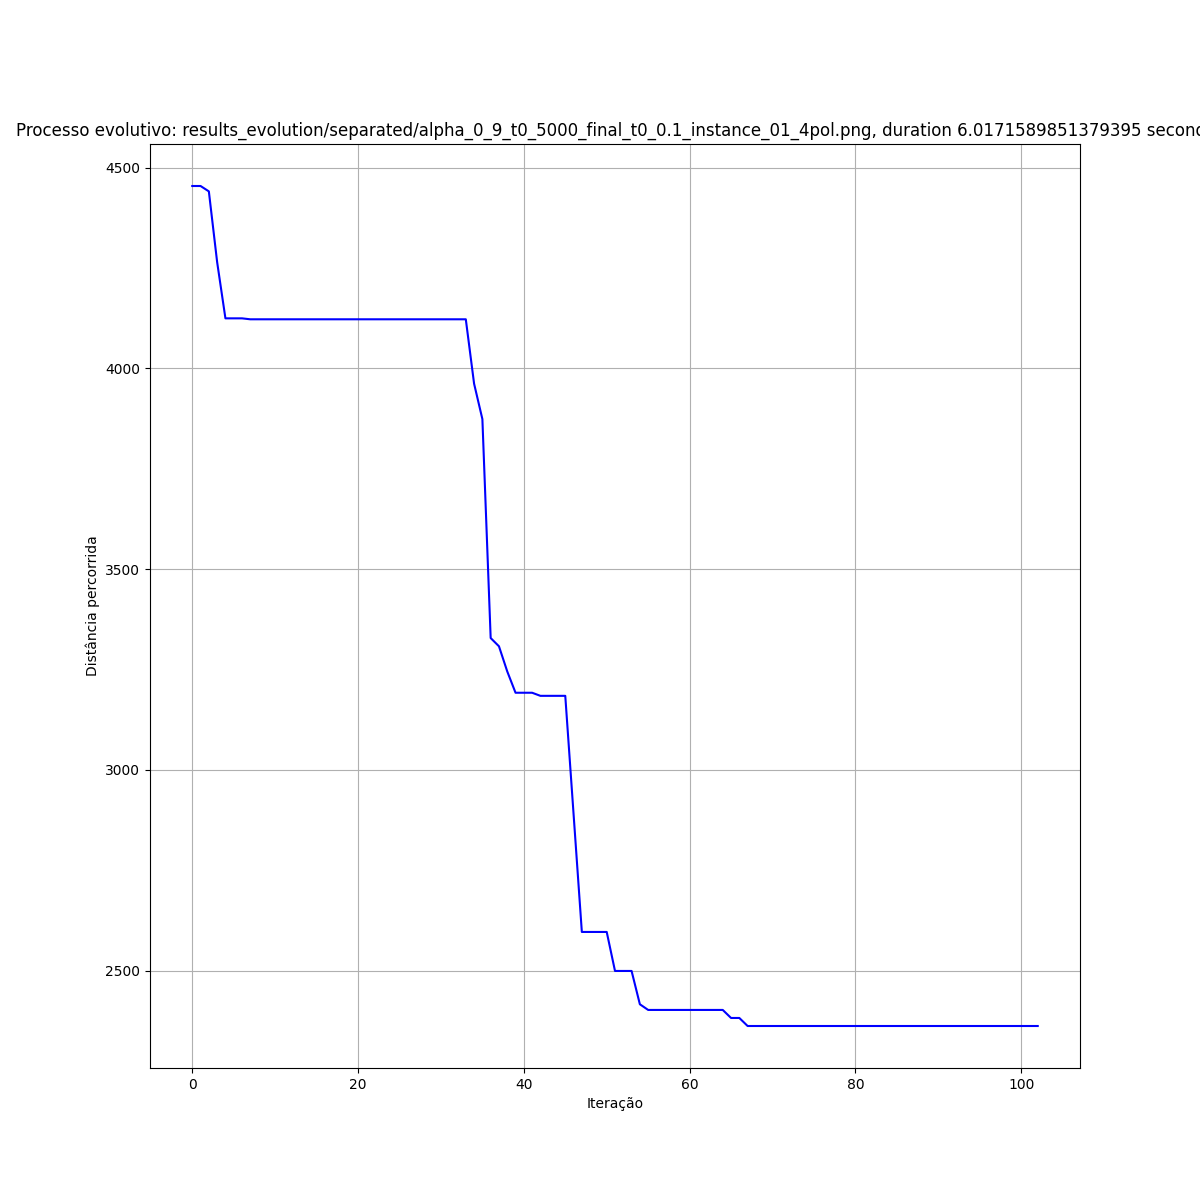 Processo evolutivo: results_evolution/separated/alpha_0_9_t0_5000_final_t0_0.1_instance_01_4pol.png, duration 6.0171589851379395
4500
4000
3500
3000
2500
Distância percorrida
0 20 40 60 80 100
Iteração